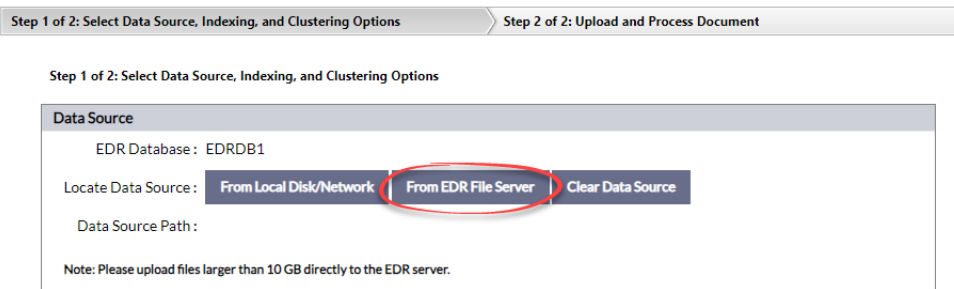 Step 1 of 2: Select Data Source, Indexing, and Clustering Options Step 2 of 2: Upload and Process Document
Step 1 of 2: Select Data Source, Indexing, and Clustering Options
Data Source
EDR Database : EDRDB1
Locate Data Source : From Local Disk/Network From EDR File Server Clear Data Source
Data Source Path :
Note: Please upload files larger than 10 GB directly to the EDR server.